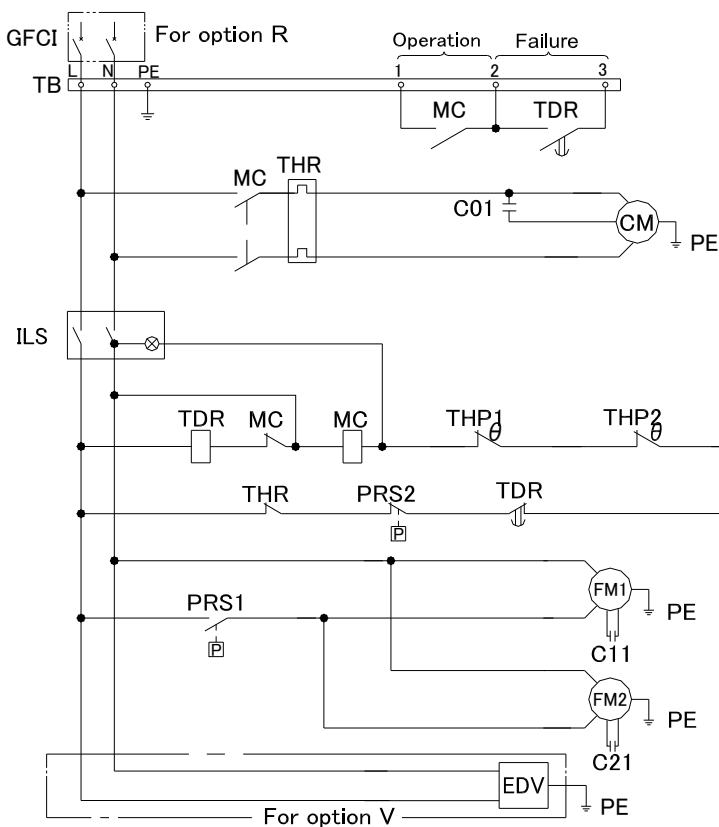 GFCI
For option R
Operation Failure
L N PE 1 2 3
TB
MC TDR
MC THR
C01 CM PE
ILS
TDR MC MC THP1 THP2
θ θ
THR PRS2 TDR
P
FM1
PRS1 PE
P C11
FM2
PE
C21
EDV
PE
For option V